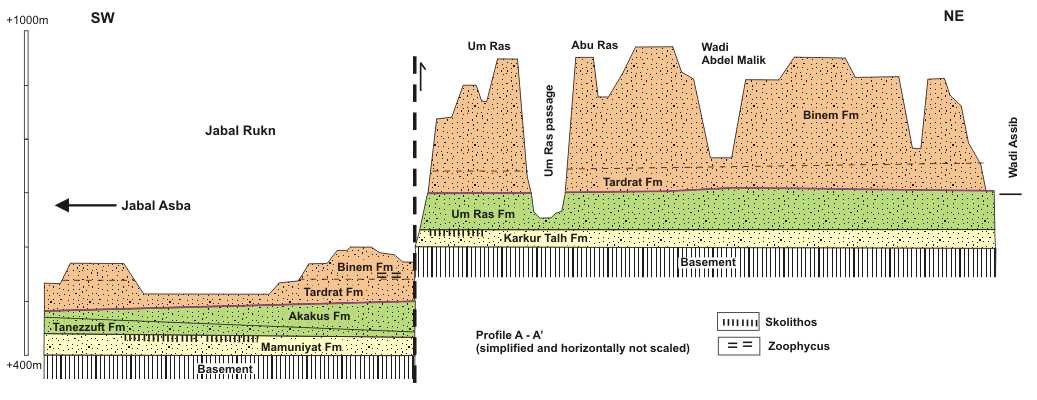 +1000m
SW
NE
Um Ras
Abu Ras
Wadi
Abdel Malik
Um Ras passage
Binem Fm
Wadi Assib
Jabal Rukn
Tardrat Fm
Jabal Asba
Um Ras Fm
Karkur Talh Fm
Basement
Binem Fm
Tardrat Fm
Akakus Fm
Tanezzuft Fm
Mamuniyat Fm
Basement
+400m
Profile A - A'
(simplified and horizontally not scaled)
Skolithos
Zoophycus